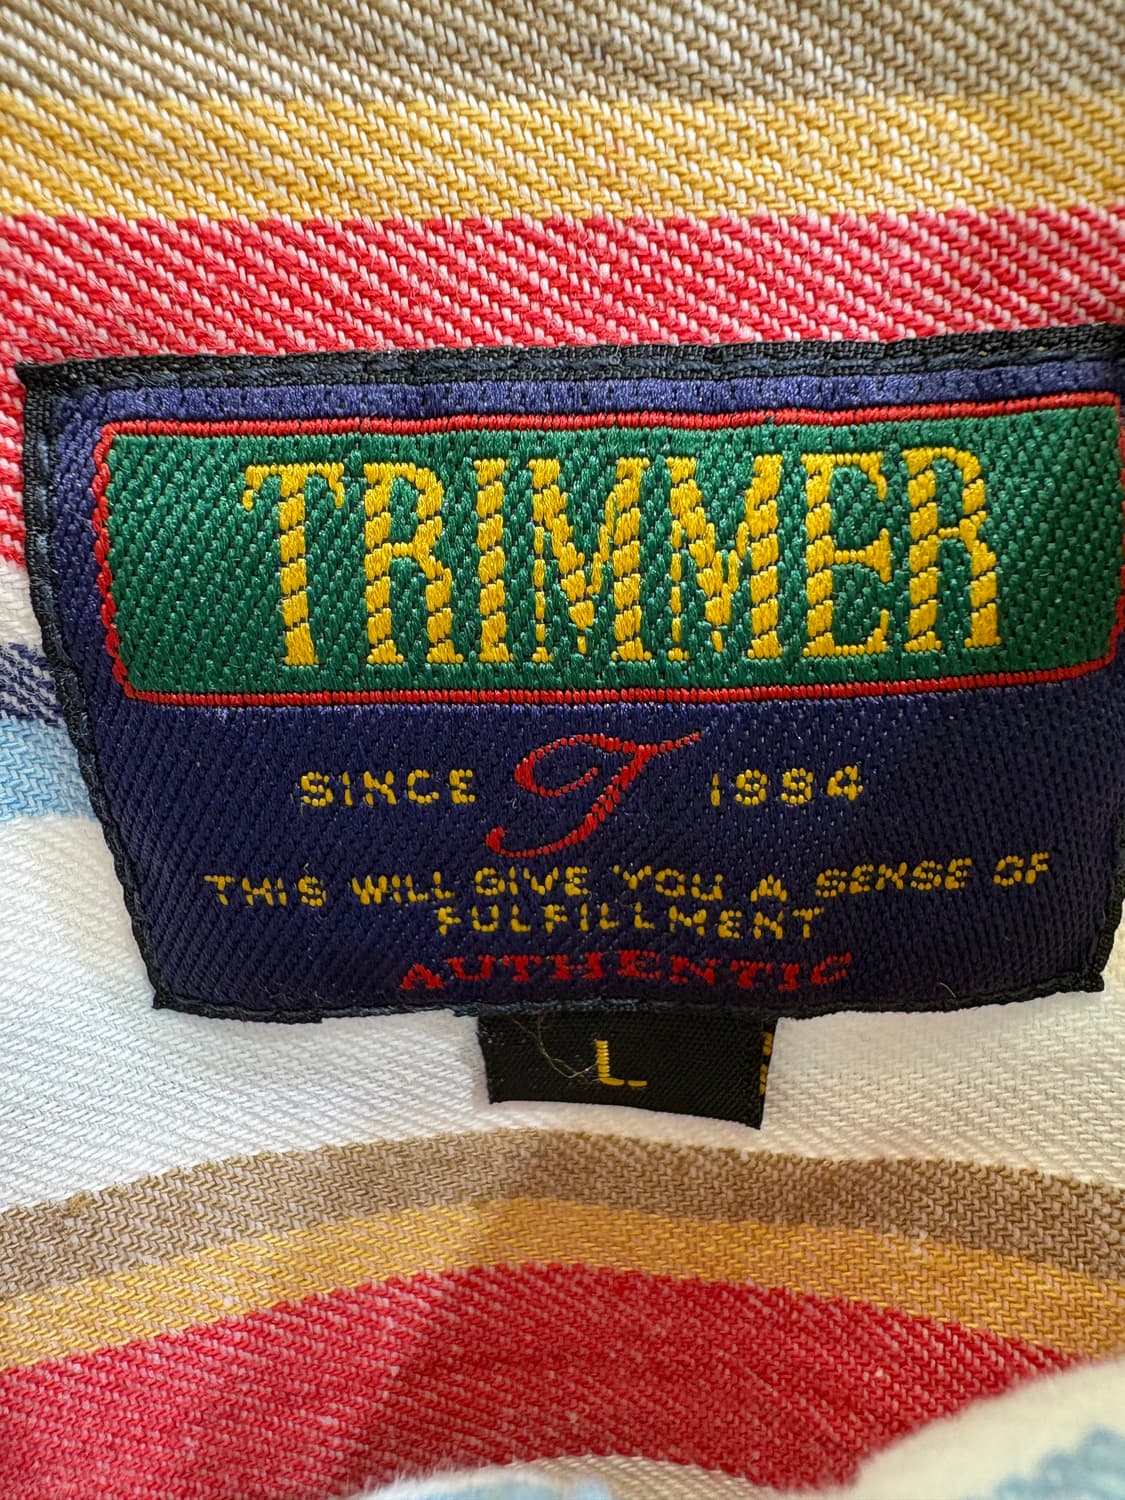 TRIMMER
SINCE T 1994
THIS WILL GIVE YOU A SENSE OF
FULFILLMENT
AUTHENTIC
L